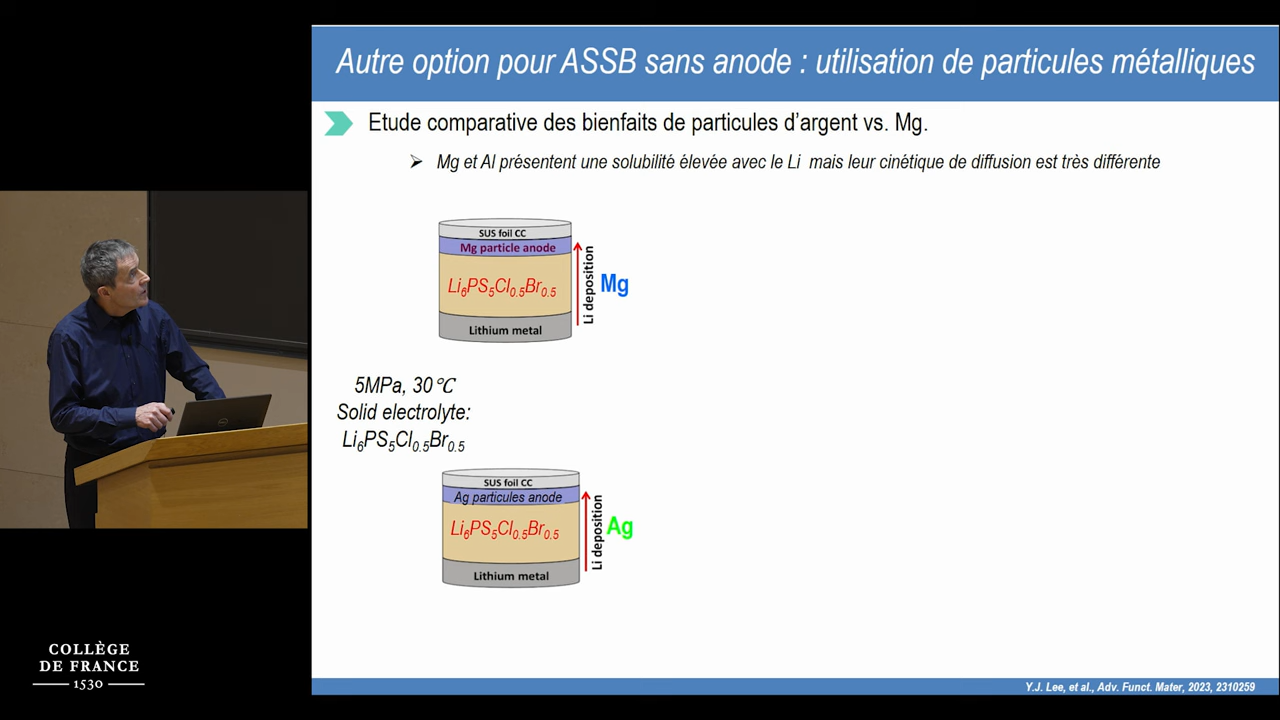 Autre option pour ASSB sans anode : utilisation de particules métalliques
Etude comparative des bienfaits de particules d'argent vs. Mg.
Mg et Al présentent une solubilité élevée avec le Li mais leur cinétique de diffusion est très différente
SUS foil CC
Mg particle anode
Li6PS5Cl0.5Br0.5
Lithium metal
Li deposition
Mg
5MPa, 30℃
Solid electrolyte:
Li6PS5Cl0.5Br0.5
SUS foil CC
Ag particules anode
Li6PS5Cl0.5Br0.5
Lithium metal
Li deposition
Ag
COLLÈGE
DE FRANCE
1530
Y.J. Lee, et al., Adv. Funct. Mater, 2023, 2310259